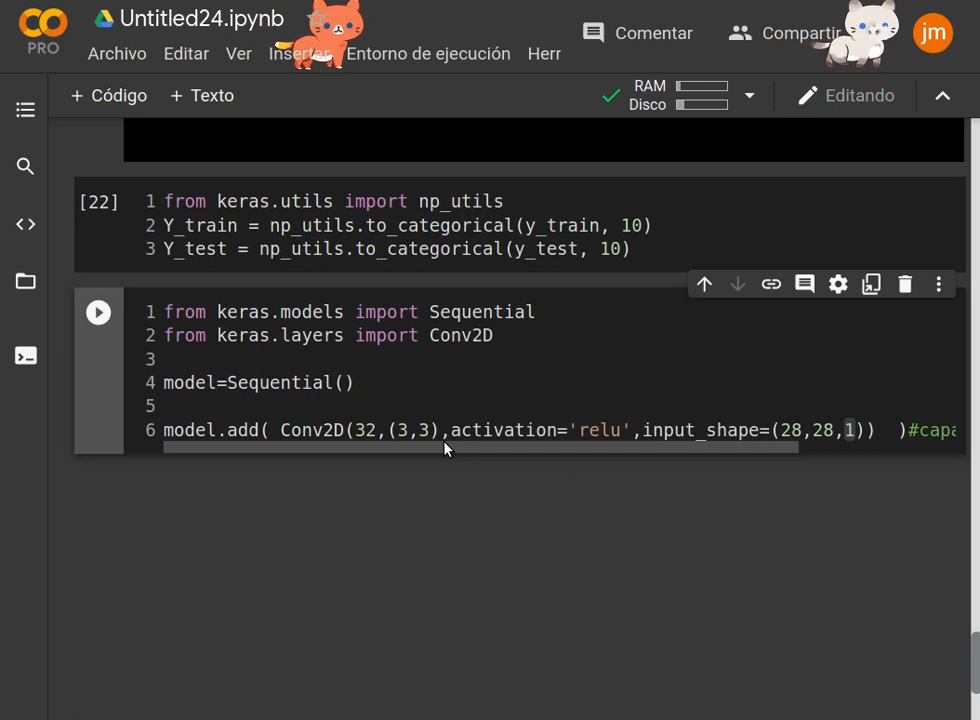 Untitled24.ipynb
PRO
Comentar
Compartir
jm
Archivo Editar Ver Insertar Entorno de ejecución Herr
+ Código + Texto
RAM
Disco
Editando
[22]
1 from keras.utils import np_utils
2 Y_train = np_utils.to_categorical(y_train, 10)
3 Y_test = np_utils.to_categorical(y_test, 10)
1 from keras.models import Sequential
2 from keras.layers import Conv2D
3
4 model=Sequential()
5
6 model.add( Conv2D(32,(3,3),activation='relu',input_shape=(28,28,1))  )#capa